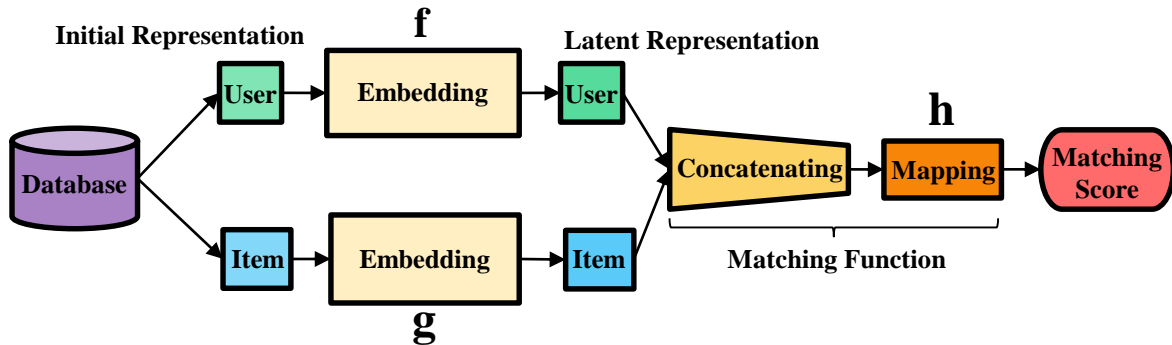 f
Initial Representation
Latent Representation
User
Embedding
User
h
Database
Concatenating
Mapping
Matching
Score
Item
Embedding
Item
Matching Function
g